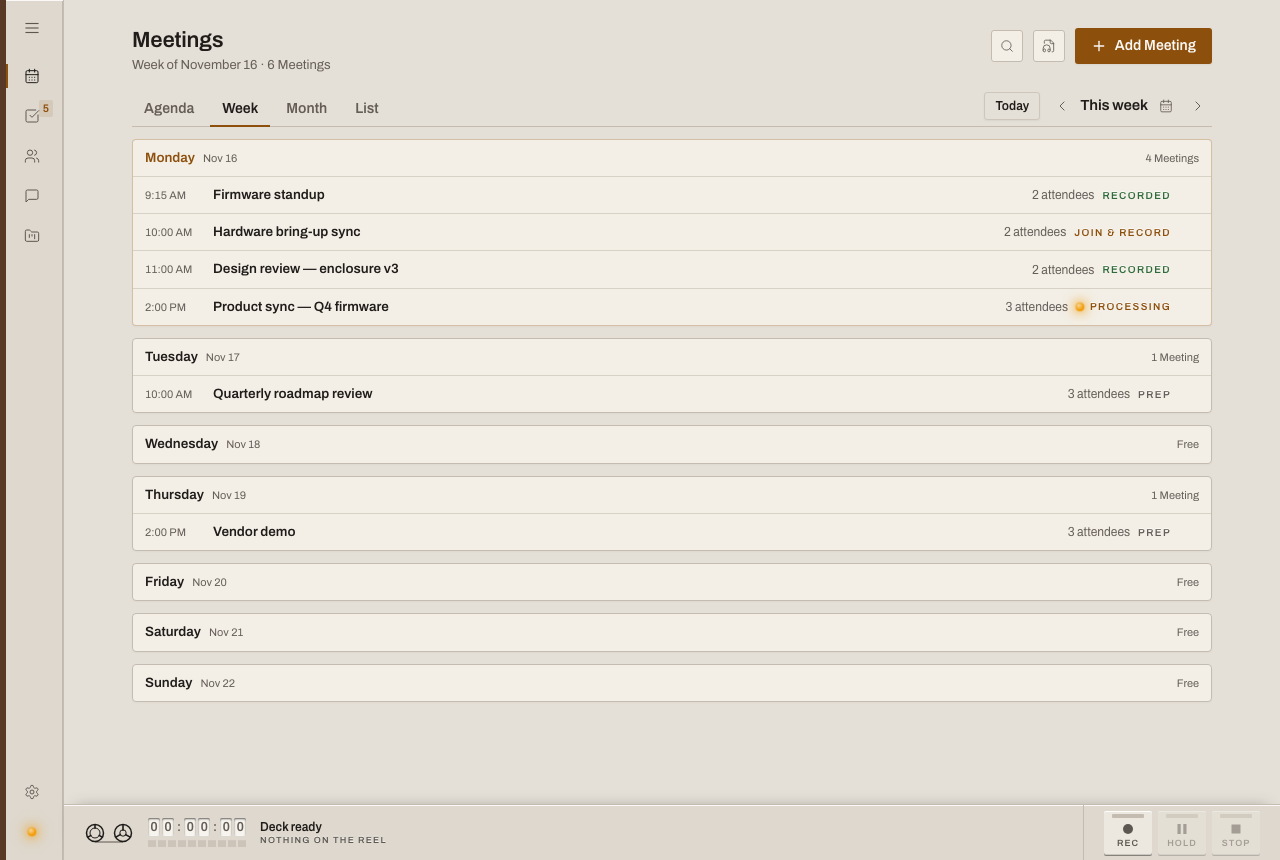 Meetings
Week of November 16 · 6 Meetings
Add Meeting
5
Agenda Week Month List
Today This week
Monday Nov 16 4 Meetings
9:15 AM Firmware standup 2 attendees RECORDED
10:00 AM Hardware bring-up sync 2 attendees JOIN & RECORD
11:00 AM Design review — enclosure v3 2 attendees RECORDED
2:00 PM Product sync — Q4 firmware 3 attendees PROCESSING
Tuesday Nov 17 1 Meeting
10:00 AM Quarterly roadmap review 3 attendees PREP
Wednesday Nov 18 Free
Thursday Nov 19 1 Meeting
2:00 PM Vendor demo 3 attendees PREP
Friday Nov 20 Free
Saturday Nov 21 Free
Sunday Nov 22 Free
00:00:00
Deck ready
NOTHING ON THE REEL
REC HOLD STOP